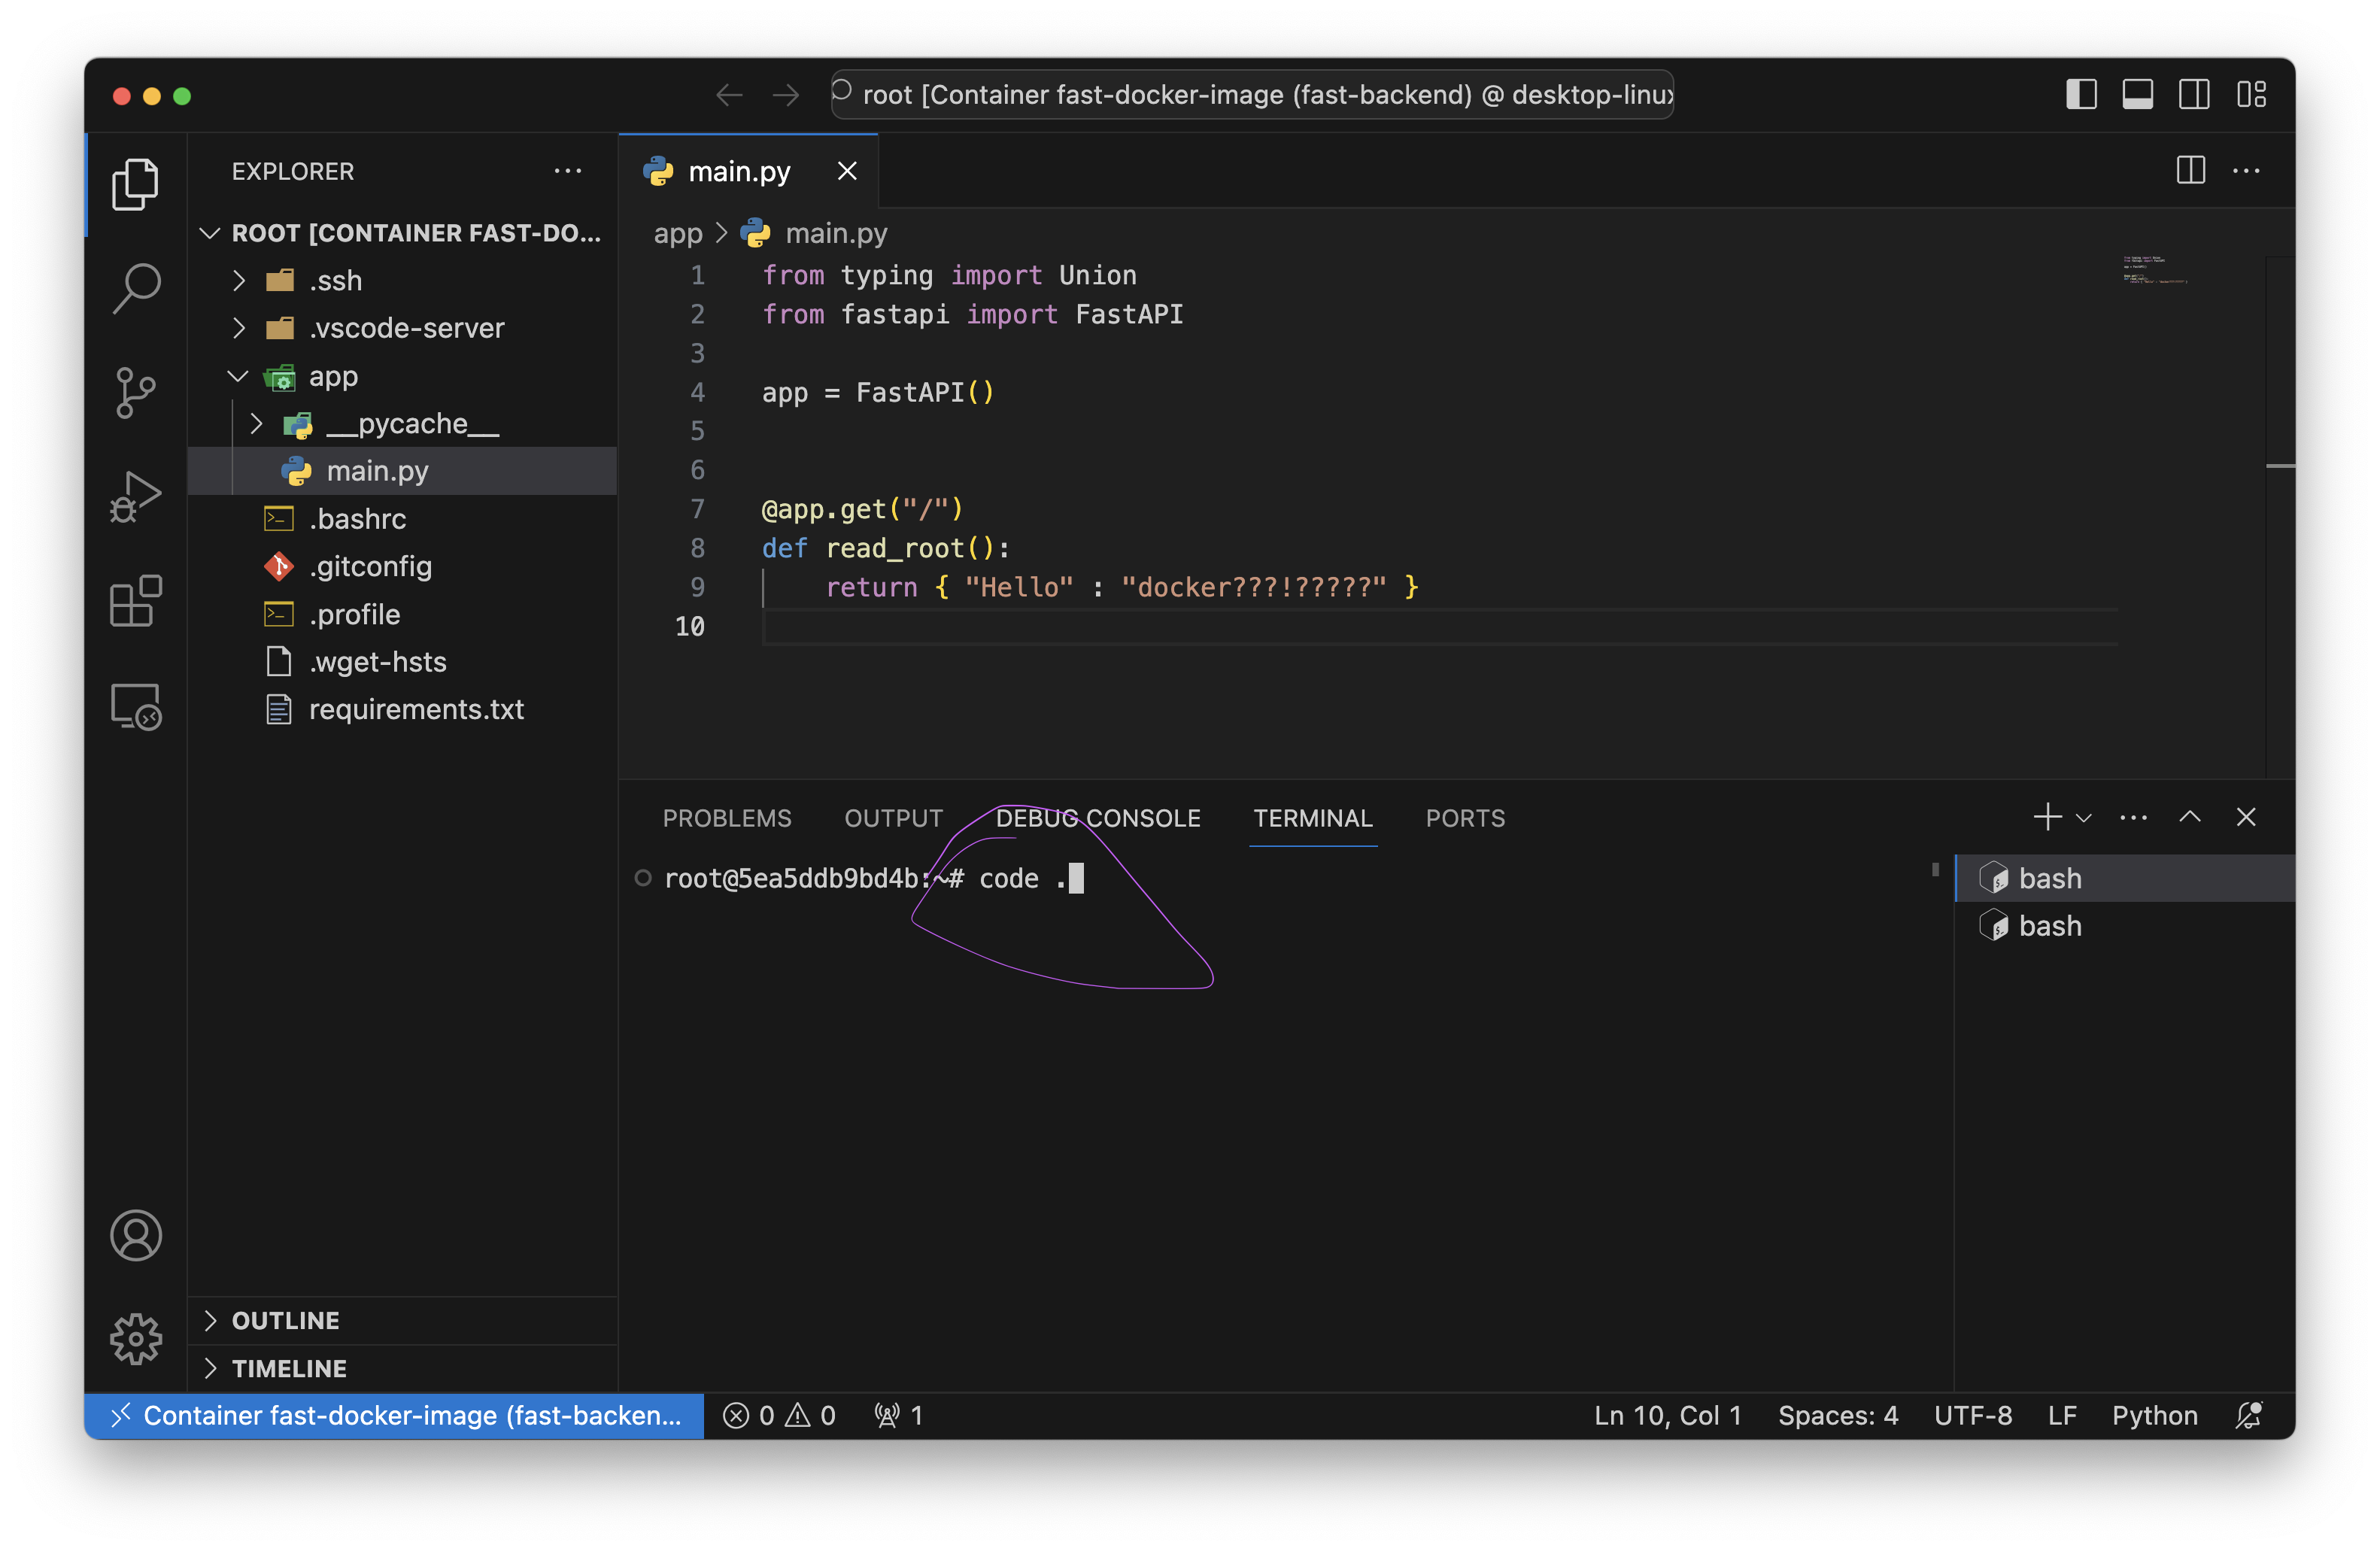 root [Container fast-docker-image (fast-backend) @ desktop-linux
EXPLORER
ROOT [CONTAINER FAST-DO...
.ssh
.vscode-server
app
__pycache__
main.py
.bashrc
.gitconfig
.profile
.wget-hsts
requirements.txt
OUTLINE
TIMELINE
main.py
app > main.py
1 from typing import Union
2 from fastapi import FastAPI
3
4 app = FastAPI()
5
6
7 @app.get("/")
8 def read_root():
9 return { "Hello" : "docker???!?????" }
10
PROBLEMS OUTPUT DEBUG CONSOLE TERMINAL PORTS
root@5ea5ddb9bd4b:~# code .
bash
bash
Container fast-docker-image (fast-backen... 0 0 1 Ln 10, Col 1 Spaces: 4 UTF-8 LF Python